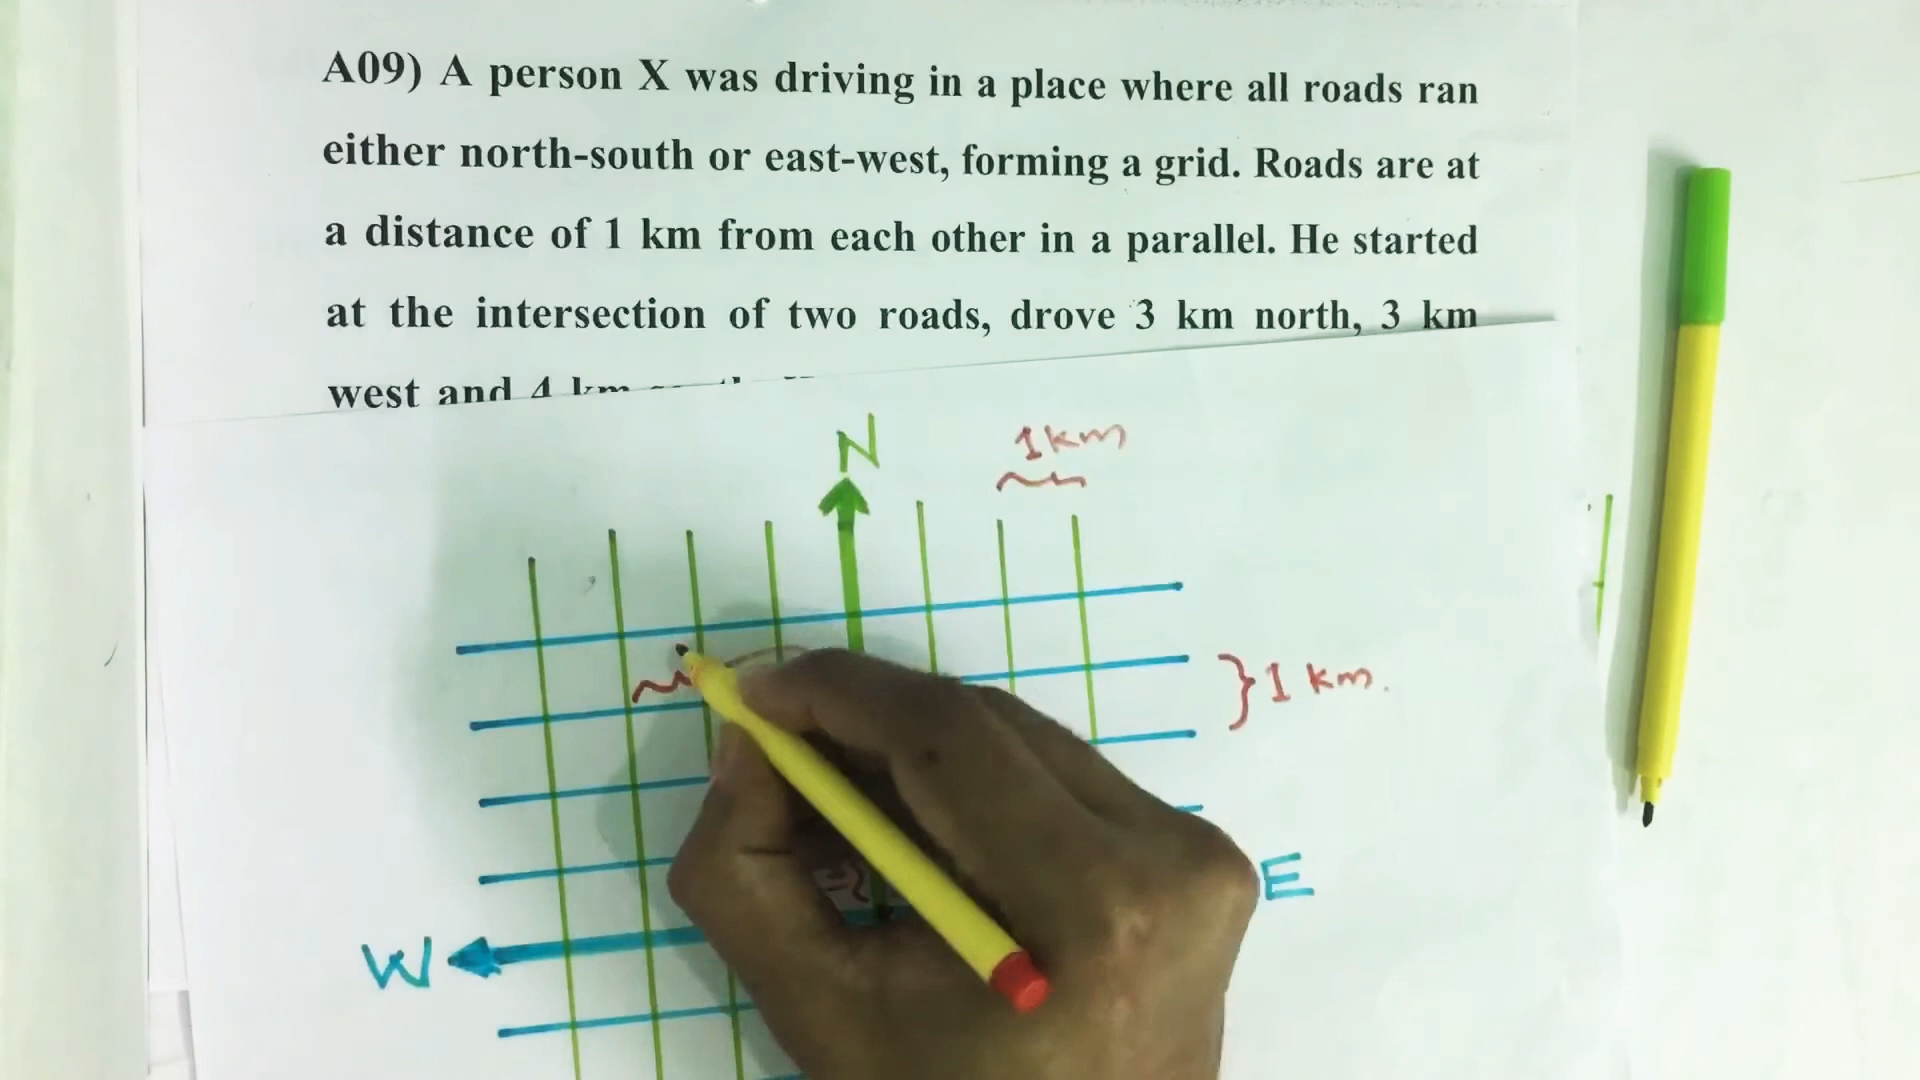 A09) A person X was driving in a place where all roads ran
either north-south or east-west, forming a grid. Roads are at
a distance of 1 km from each other in a parallel. He started
at the intersection of two roads, drove 3 km north, 3 km
west and 4 km
N
1km
1 km.
E
W